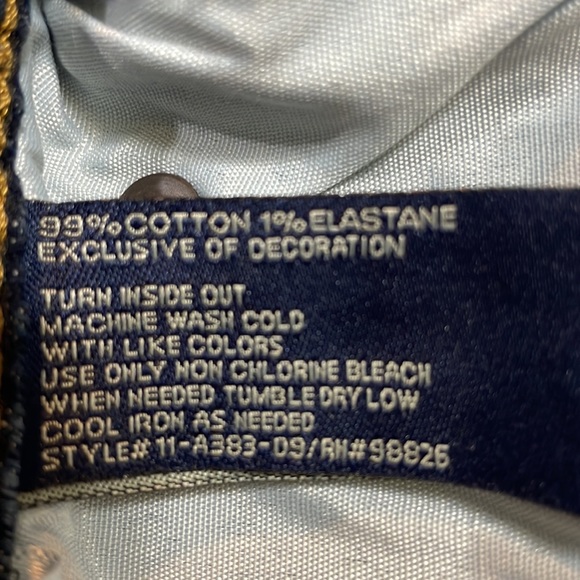 99% COTTON 1% ELASTANE
EXCLUSIVE OF DECORATION
TURN INSIDE OUT
MACHINE WASH COLD
WITH LIKE COLORS
USE ONLY NON CHLORINE BLEACH
WHEN NEEDED TUMBLE DRY LOW
COOL IRON AS NEEDED
STYLE# 11-A383-09/RN#98826